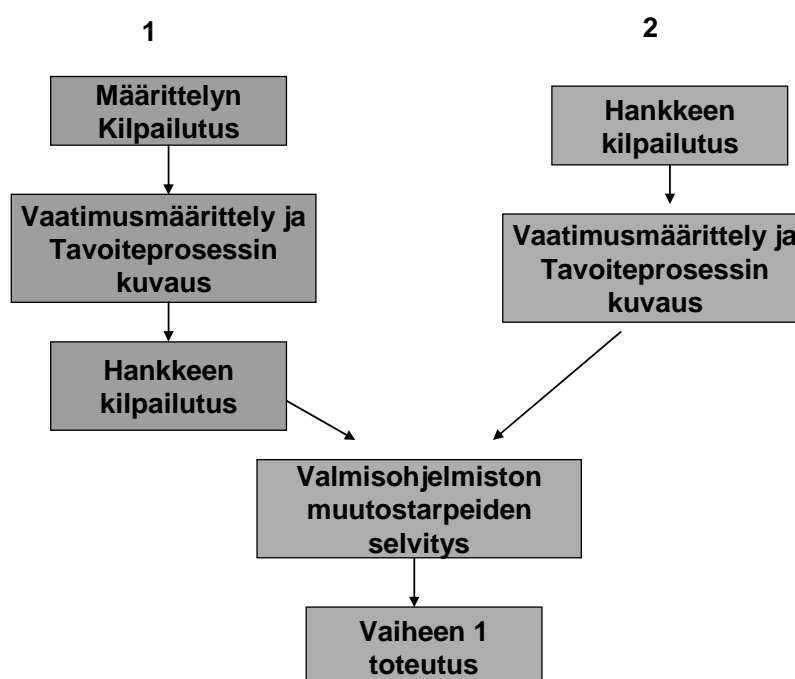 1
2
Määrittelyn
Kilpailutus
Hankkeen
kilpailutus
Vaatimusmäärittely ja
Tavoiteprosessin
kuvaus
Vaatimusmäärittely ja
Tavoiteprosessin
kuvaus
Hankkeen
kilpailutus
Valmisohjelmiston
muutostarpeiden
selvitys
Vaiheen 1
toteutus